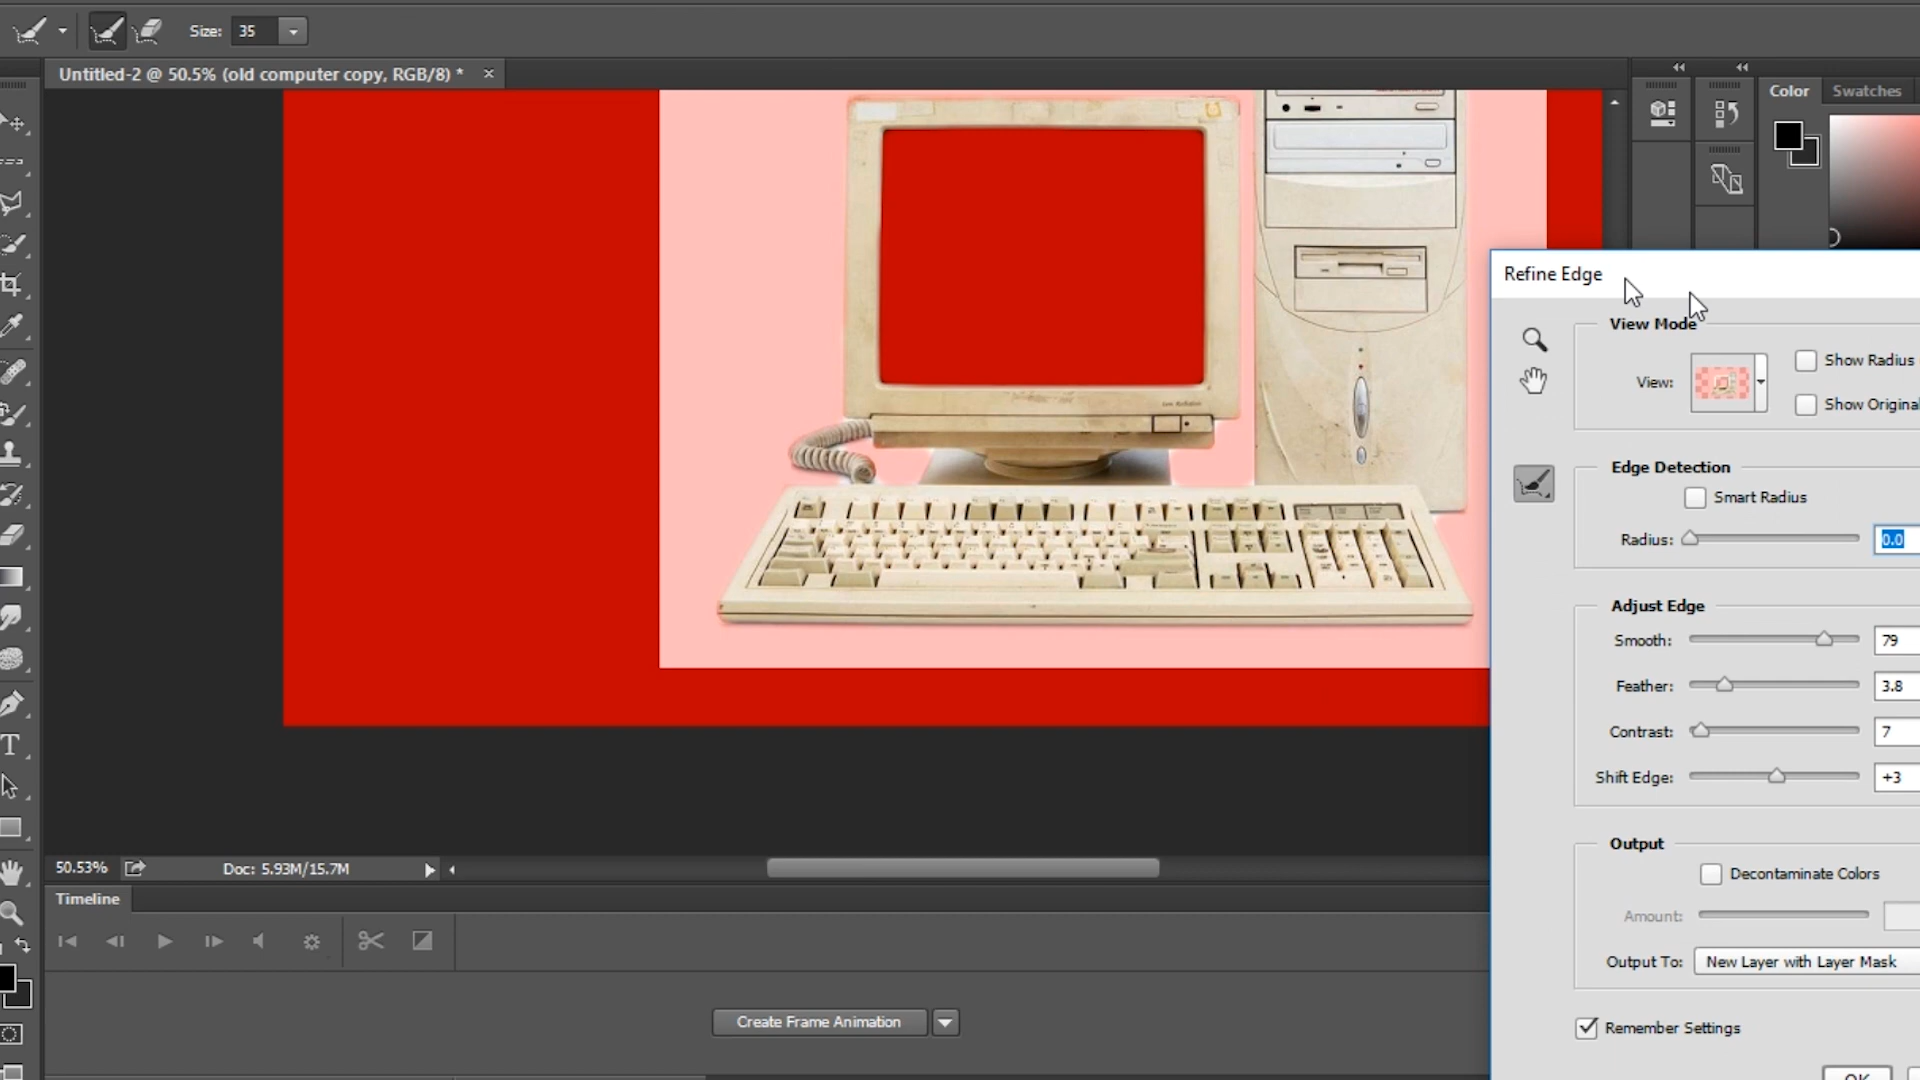 Size: 35
Untitled-2 @ 50.5% (old computer copy, RGB/8) * ×
Color Swatches
Refine Edge
View Mode
View:
Show Radius
Show Original
Edge Detection
Smart Radius
Radius: 0.0
Adjust Edge
Smooth: 79
Feather: 3.8
Contrast: 7
Shift Edge: +3
Output
Decontaminate Colors
Amount:
Output To: New Layer with Layer Mask
Remember Settings
OK
50.53% Doc: 5.93M/15.7M
Timeline
Create Frame Animation